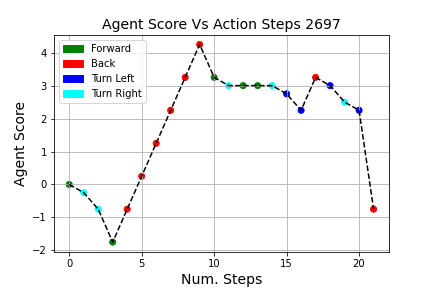 Agent Score Vs Action Steps 2697
Forward
Back
Turn Left
Turn Right
Agent Score
4
3
2
1
0
−1
−2
0 5 10 15 20
Num. Steps